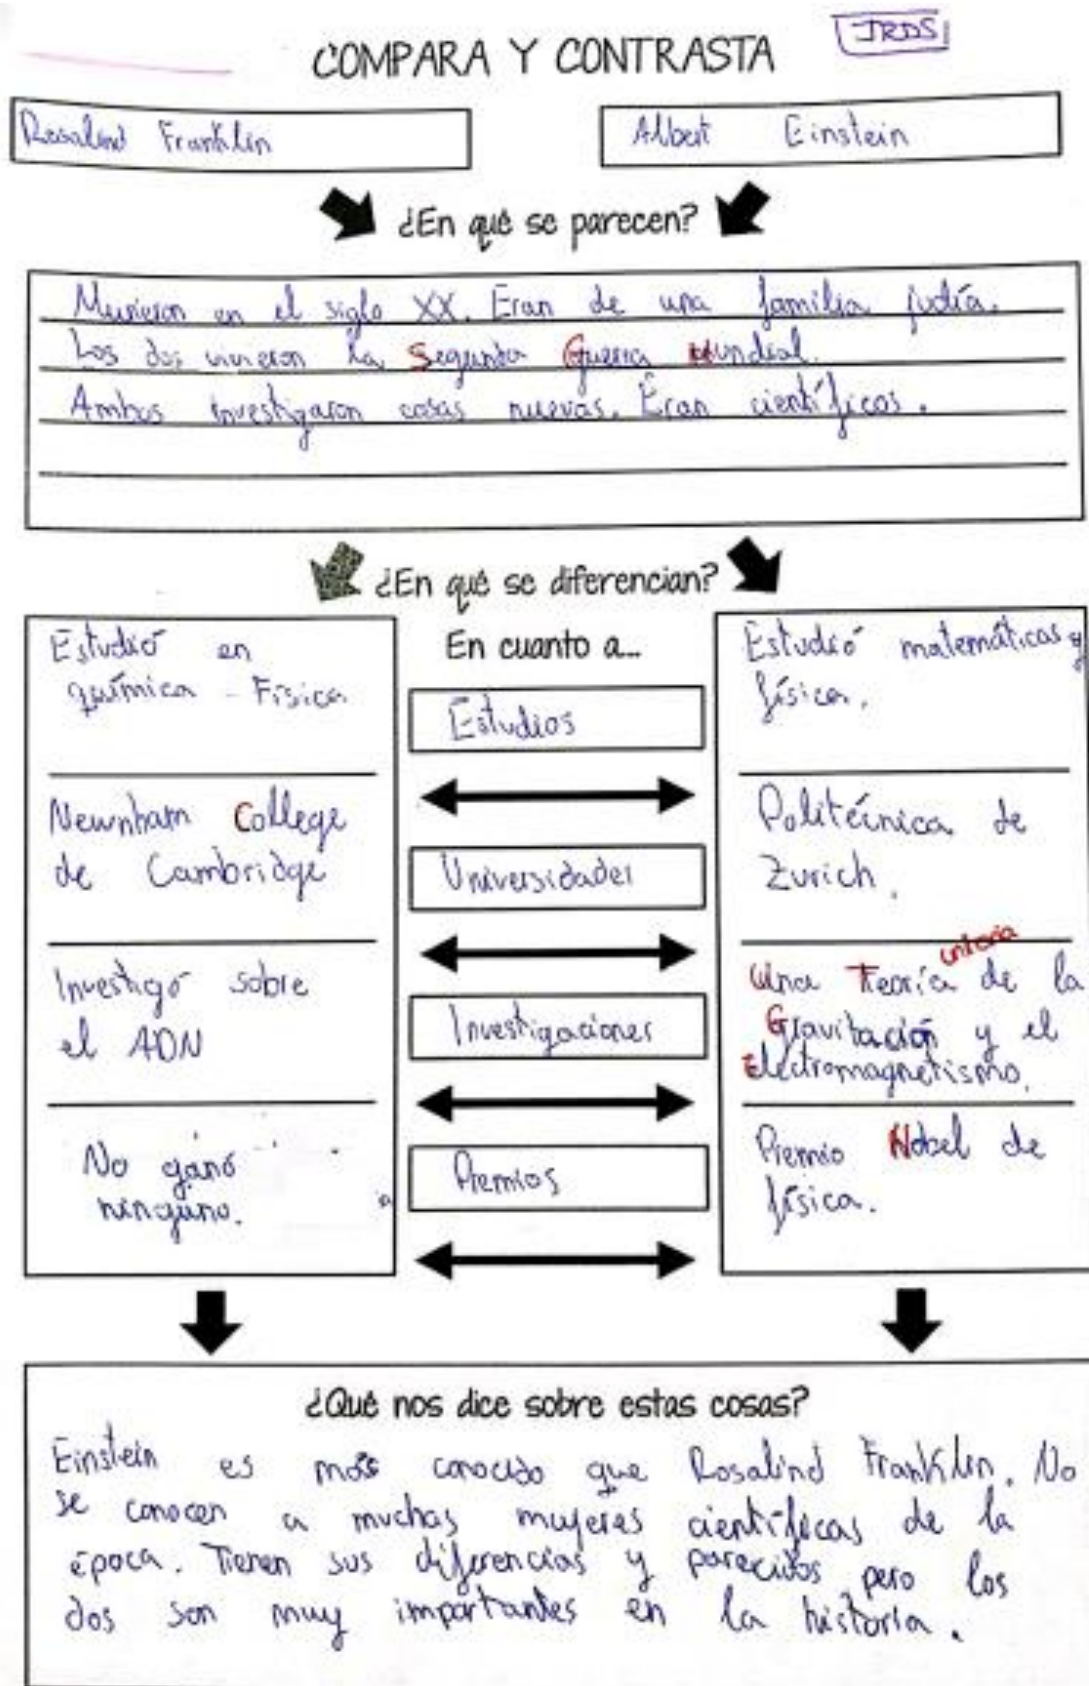 JRDS
COMPARA Y CONTRASTA
Rosalind Franklin
Albert Einstein
¿En qué se parecen?
Murieron en el siglo XX. Eran de una familia judía.
Los dos vivieron la Segunda Guerra Mundial.
Ambos investigaron cosas nuevas. Eran científicos.
¿En qué se diferencian?
En cuanto a...
Estudió en
química - Física
Estudios
Estudió matemáticas y
física.
Newnham College
de Cambridge
Universidades
Politécnica de
Zurich.
Investigó sobre
el ADN
Investigaciones
unitaria
Una Teoría de la
Gravitación y el
Electromagnetismo.
No ganó
ninguno.
Premios
Premio Nobel de
física.
¿Qué nos dice sobre estas cosas?
Einstein es más conocido que Rosalind Franklin. No
se conocen a muchas mujeres científicas de la
época. Tienen sus diferencias y parecidos pero los
dos son muy importantes en la historia.